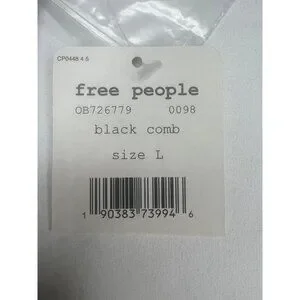 CP0448 4 5
free people
OB726779 0098
black comb
size L
1 90383 73994 6